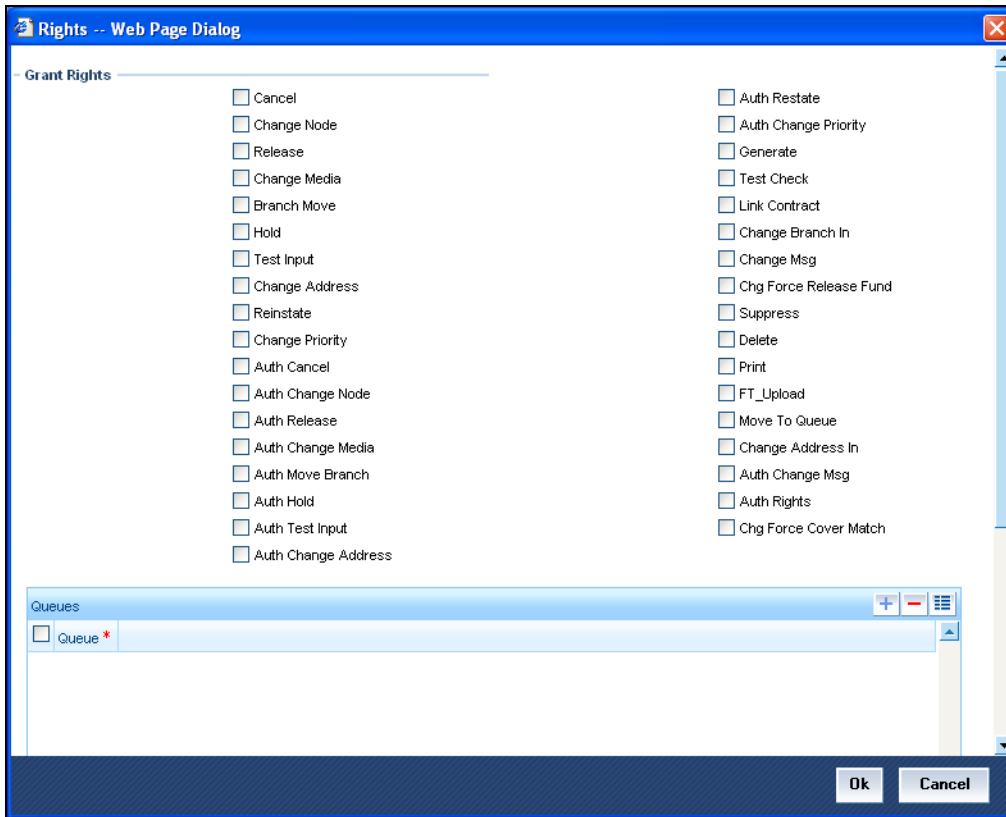 Rights -- Web Page Dialog
Grant Rights
Cancel
Change Node
Release
Change Media
Branch Move
Hold
Test Input
Change Address
Reinstate
Change Priority
Auth Cancel
Auth Change Node
Auth Release
Auth Change Media
Auth Move Branch
Auth Hold
Auth Test Input
Auth Change Address
Auth Restate
Auth Change Priority
Generate
Test Check
Link Contract
Change Branch In
Change Msg
Chg Force Release Fund
Suppress
Delete
Print
FT_Upload
Move To Queue
Change Address In
Auth Change Msg
Auth Rights
Chg Force Cover Match
Queues
Queue *
Ok
Cancel